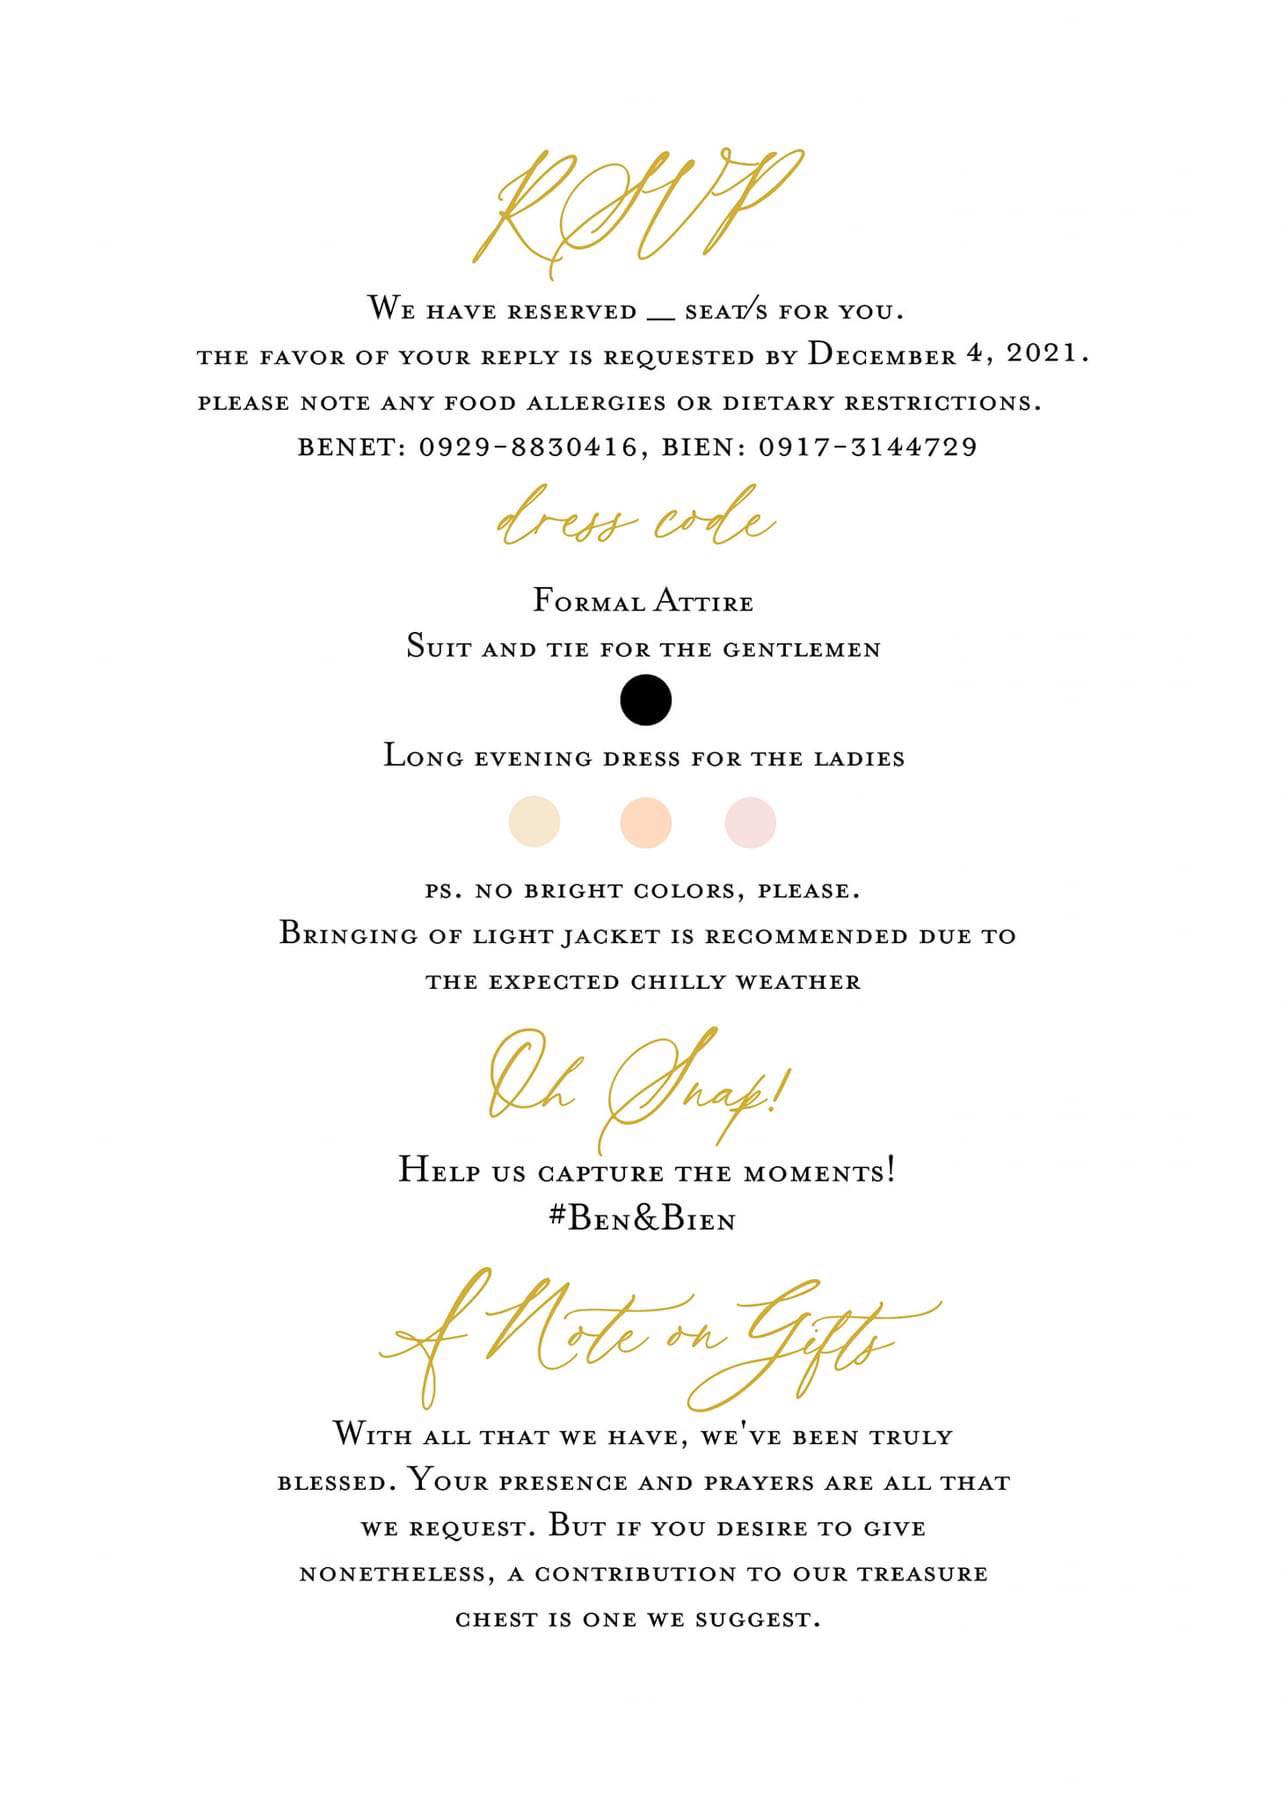 RSVP
We have reserved __ seat/s for you.
the favor of your reply is requested by December 4, 2021.
please note any food allergies or dietary restrictions.
BENET: 0929-8830416, BIEN: 0917-3144729
dress code
Formal Attire
Suit and tie for the gentlemen
Long evening dress for the ladies
ps. no bright colors, please.
Bringing of light jacket is recommended due to
the expected chilly weather
Oh Snap!
Help us capture the moments!
#Ben&Bien
A Note on Gifts
With all that we have, we've been truly
blessed. Your presence and prayers are all that
we request. But if you desire to give
nonetheless, a contribution to our treasure
chest is one we suggest.